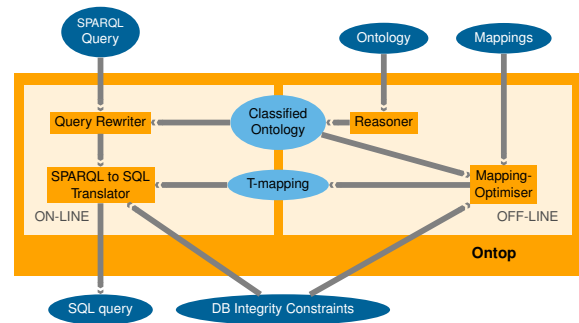 SPARQL
Query
Ontology
Mappings
Query Rewriter
Classified
Ontology
Reasoner
SPARQL to SQL
Translator
T-mapping
Mapping-
Optimiser
ON-LINE
OFF-LINE
Ontop
SQL query
DB Integrity Constraints